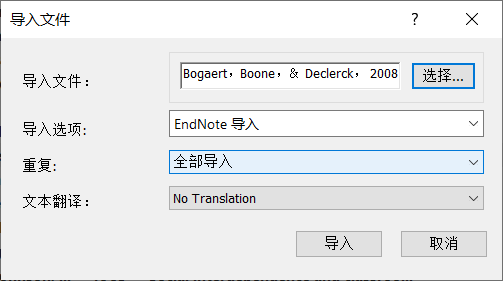 导入文件
导入文件： Bogaert，Boone，& Declerck， 2008 选择...
导入选项: EndNote 导入
重复: 全部导入
文本翻译： No Translation
导入 取消